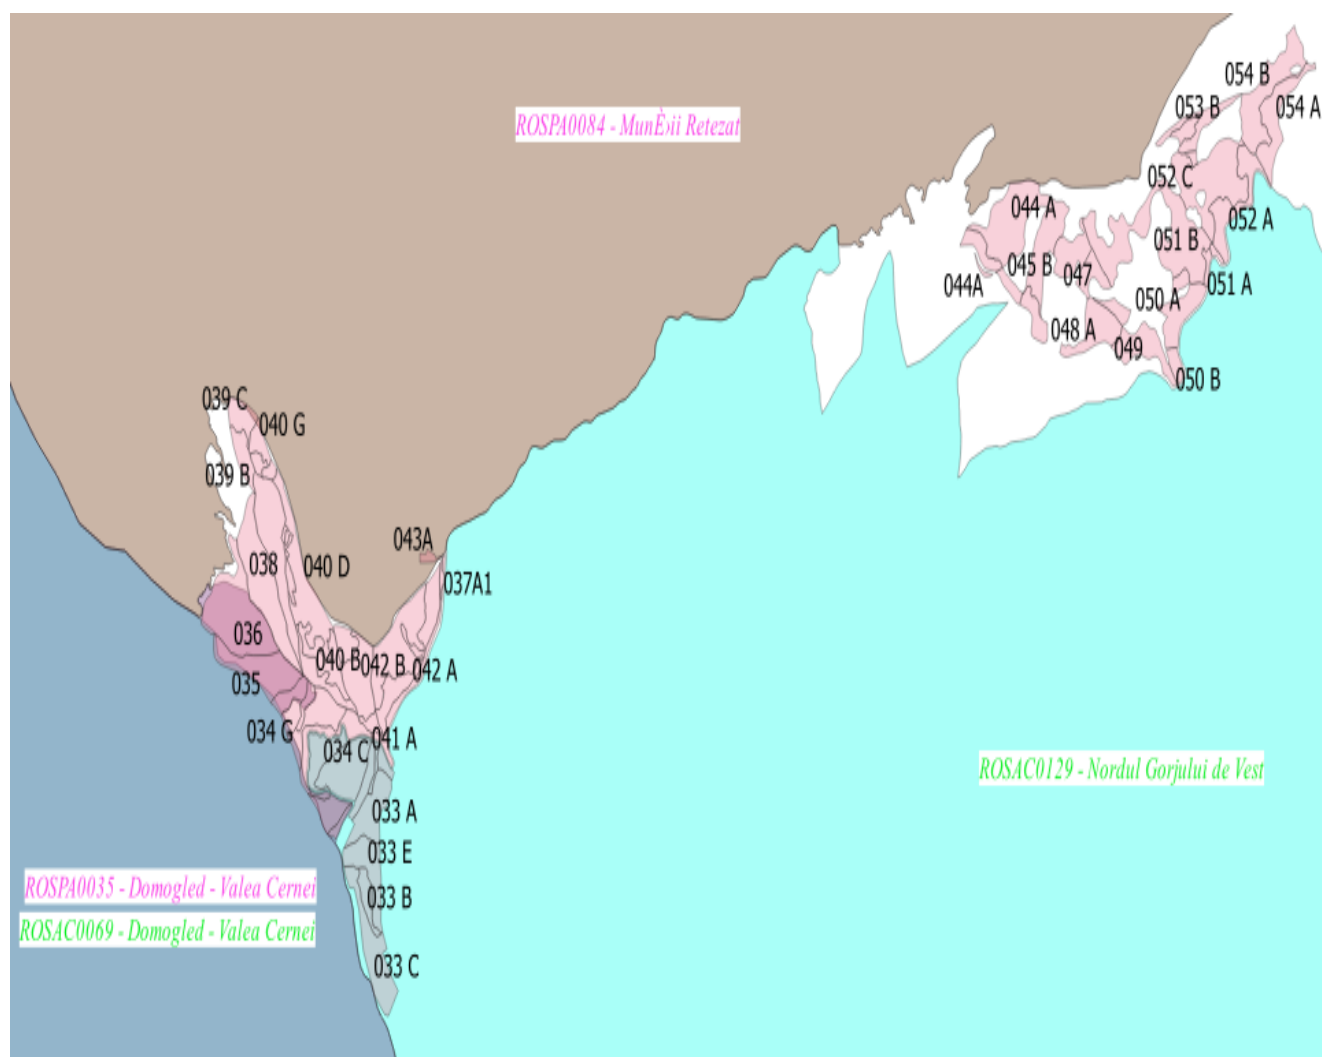 054 B
053 B
054 A
ROSPA0084 - MunÈ›ii Retezat
052 C
044 A
052 A
051 B
045 B
047
044A
051 A
050 A
048 A
049
050 B
039 C
040 G
039 B
043A
038
040 D
037A1
036
040 B
042 B
042 A
035
034 G
041 A
034 C
ROSAC0129 - Nordul Gorjului de Vest
033 A
033 E
ROSPA0035 - Domogled - Valea Cernei
033 B
ROSAC0069 - Domogled - Valea Cernei
033 C